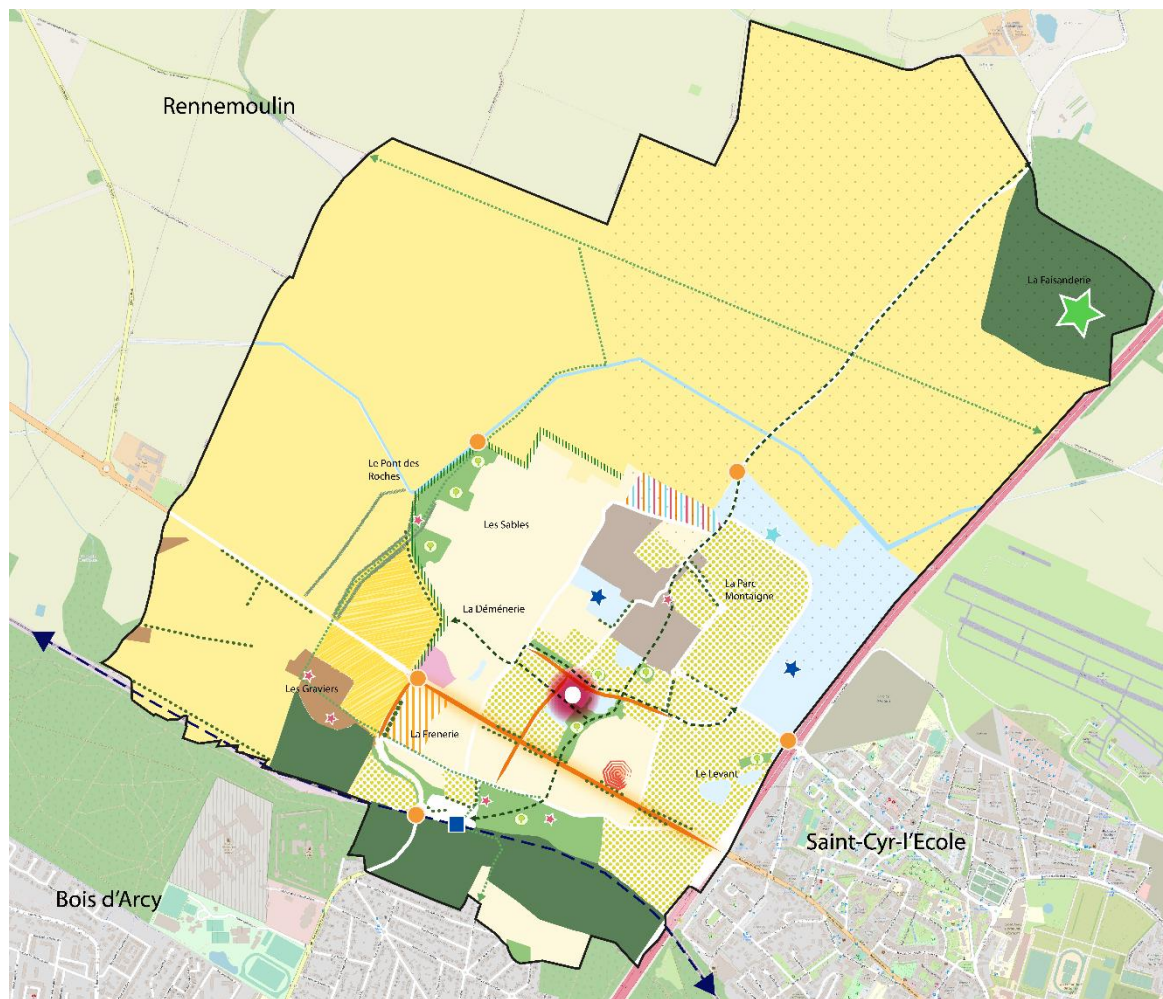 Rennemoulin
La Faisanderie
Le Pont des
Roches
Les Sables
La Parc
Montaigne
La Déménerie
Les Graviers
La Frenerie
Le Levant
Saint-Cyr-l'Ecole
Bois d'Arcy